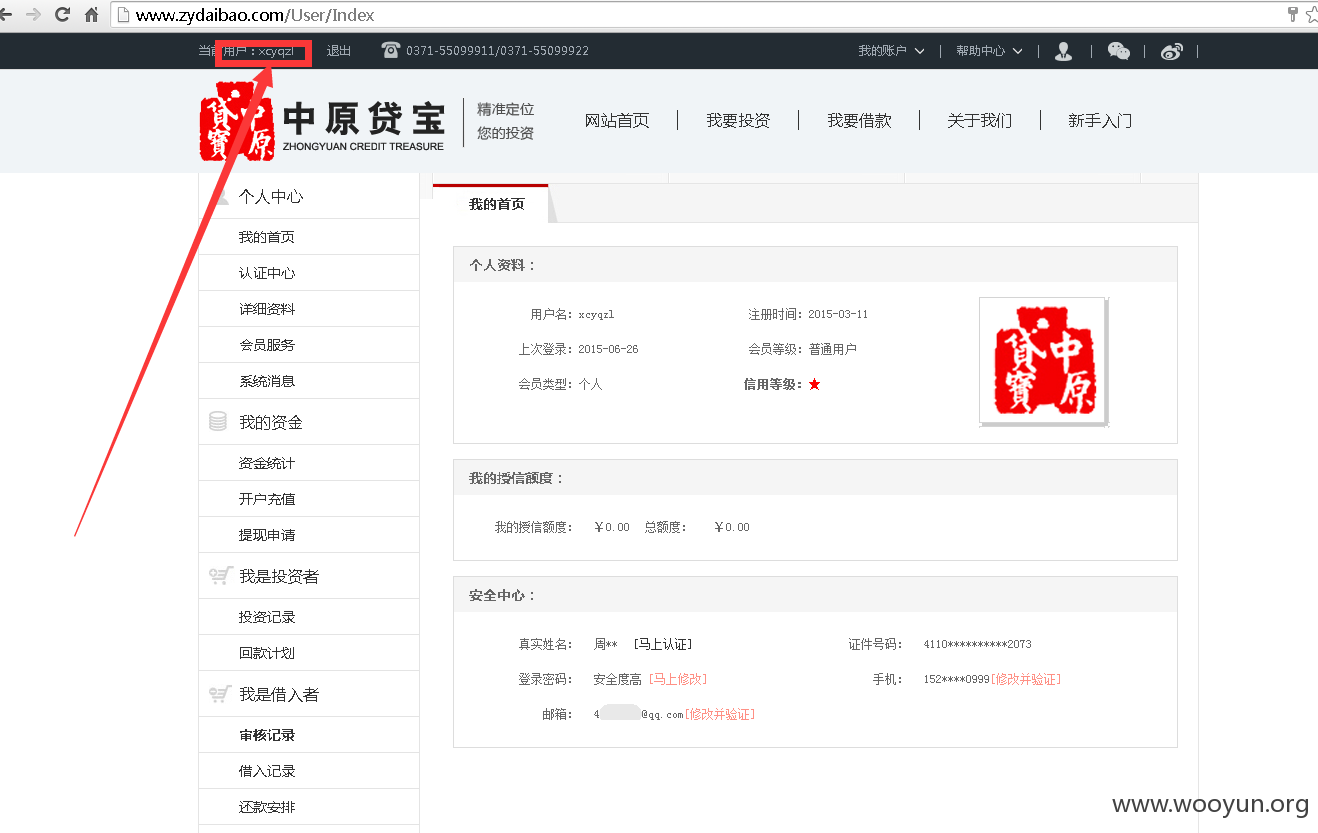 www.zydaibao.com/User/Index
当前用户：xcyqzl 退出 0371-55099911/0371-55099922 我的账户 帮助中心
中原贷宝
ZHONGYUAN CREDIT TREASURE
精准定位
您的投资
网站首页 我要投资 我要借款 关于我们 新手入门
貸寶中原
个人中心
我的首页
认证中心
详细资料
会员服务
系统消息
我的资金
资金统计
开户充值
提现申请
我是投资者
投资记录
回款计划
我是借入者
审核记录
借入记录
还款安排
我的首页
个人资料：
用户名：xcyqzl 注册时间：2015-03-11
上次登录：2015-06-26 会员等级：普通用户
会员类型：个人 信用等级：
貸寶中原
我的授信额度：
我的授信额度： ￥0.00 总额度： ￥0.00
安全中心：
真实姓名： 周** [马上认证] 证件号码： 4110**********2073
登录密码： 安全度高 [马上修改] 手机： 152****0999[修改并验证]
邮箱： 4 @qq.com[修改并验证]
www.wooyun.org